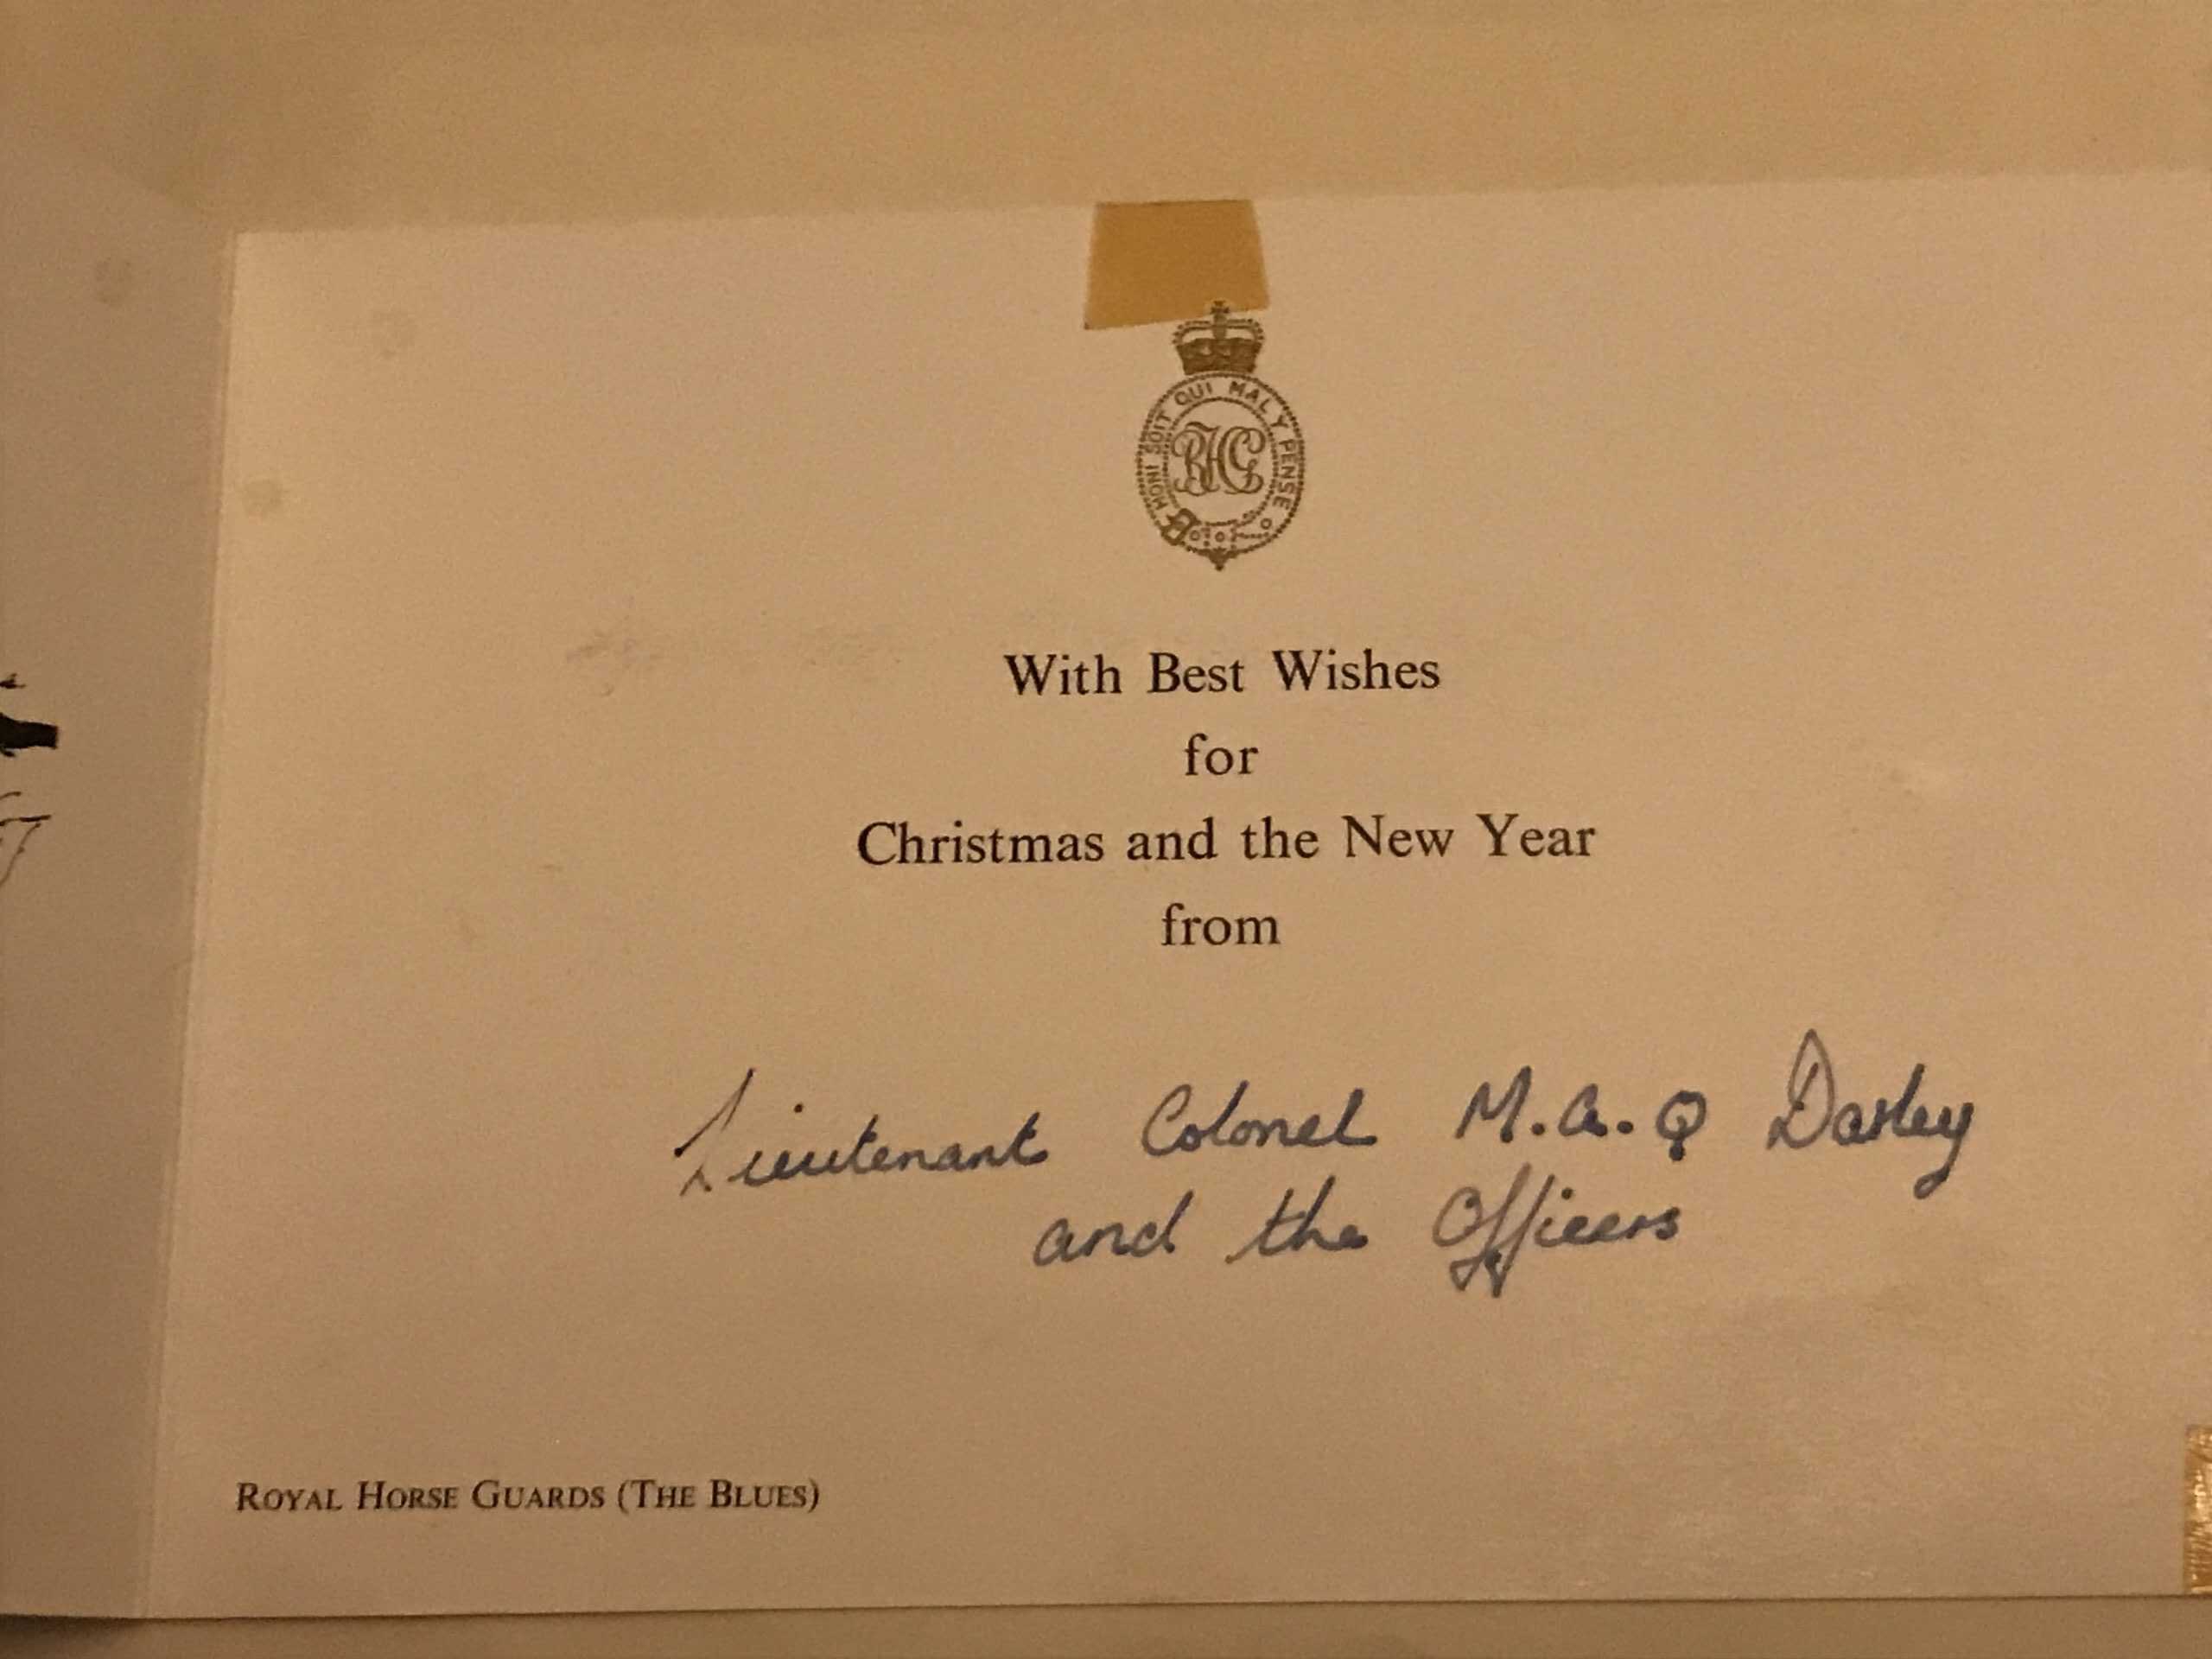 HONI SOIT QUI MAL Y PENSE
RHG
With Best Wishes
for
Christmas and the New Year
from
Lieutenant Colonel M.A.Q Darley
and the Officers
ROYAL HORSE GUARDS (THE BLUES)